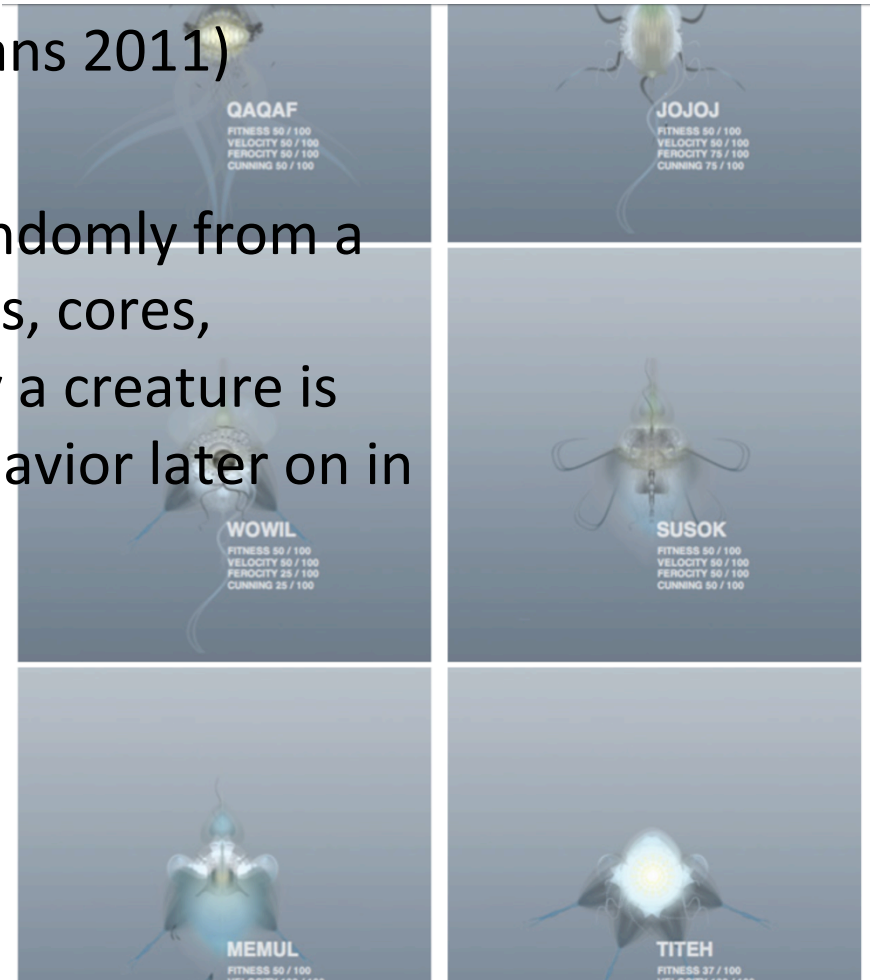 ans 2011)
QAQAF
FITNESS 50 / 100
VELOCITY 50 / 100
FEROCITY 50 / 100
CUNNING 50 / 100
JOJOJ
FITNESS 50 / 100
VELOCITY 50 / 100
FEROCITY 75 / 100
CUNNING 75 / 100
ndomly from a
s, cores,
y a creature is
avior later on in
WOWIL
FITNESS 50 / 100
VELOCITY 50 / 100
FEROCITY 25 / 100
CUNNING 25 / 100
SUSOK
FITNESS 50 / 100
VELOCITY 50 / 100
FEROCITY 50 / 100
CUNNING 50 / 100
MEMUL
FITNESS 50 / 100
TITEH
FITNESS 37 / 100